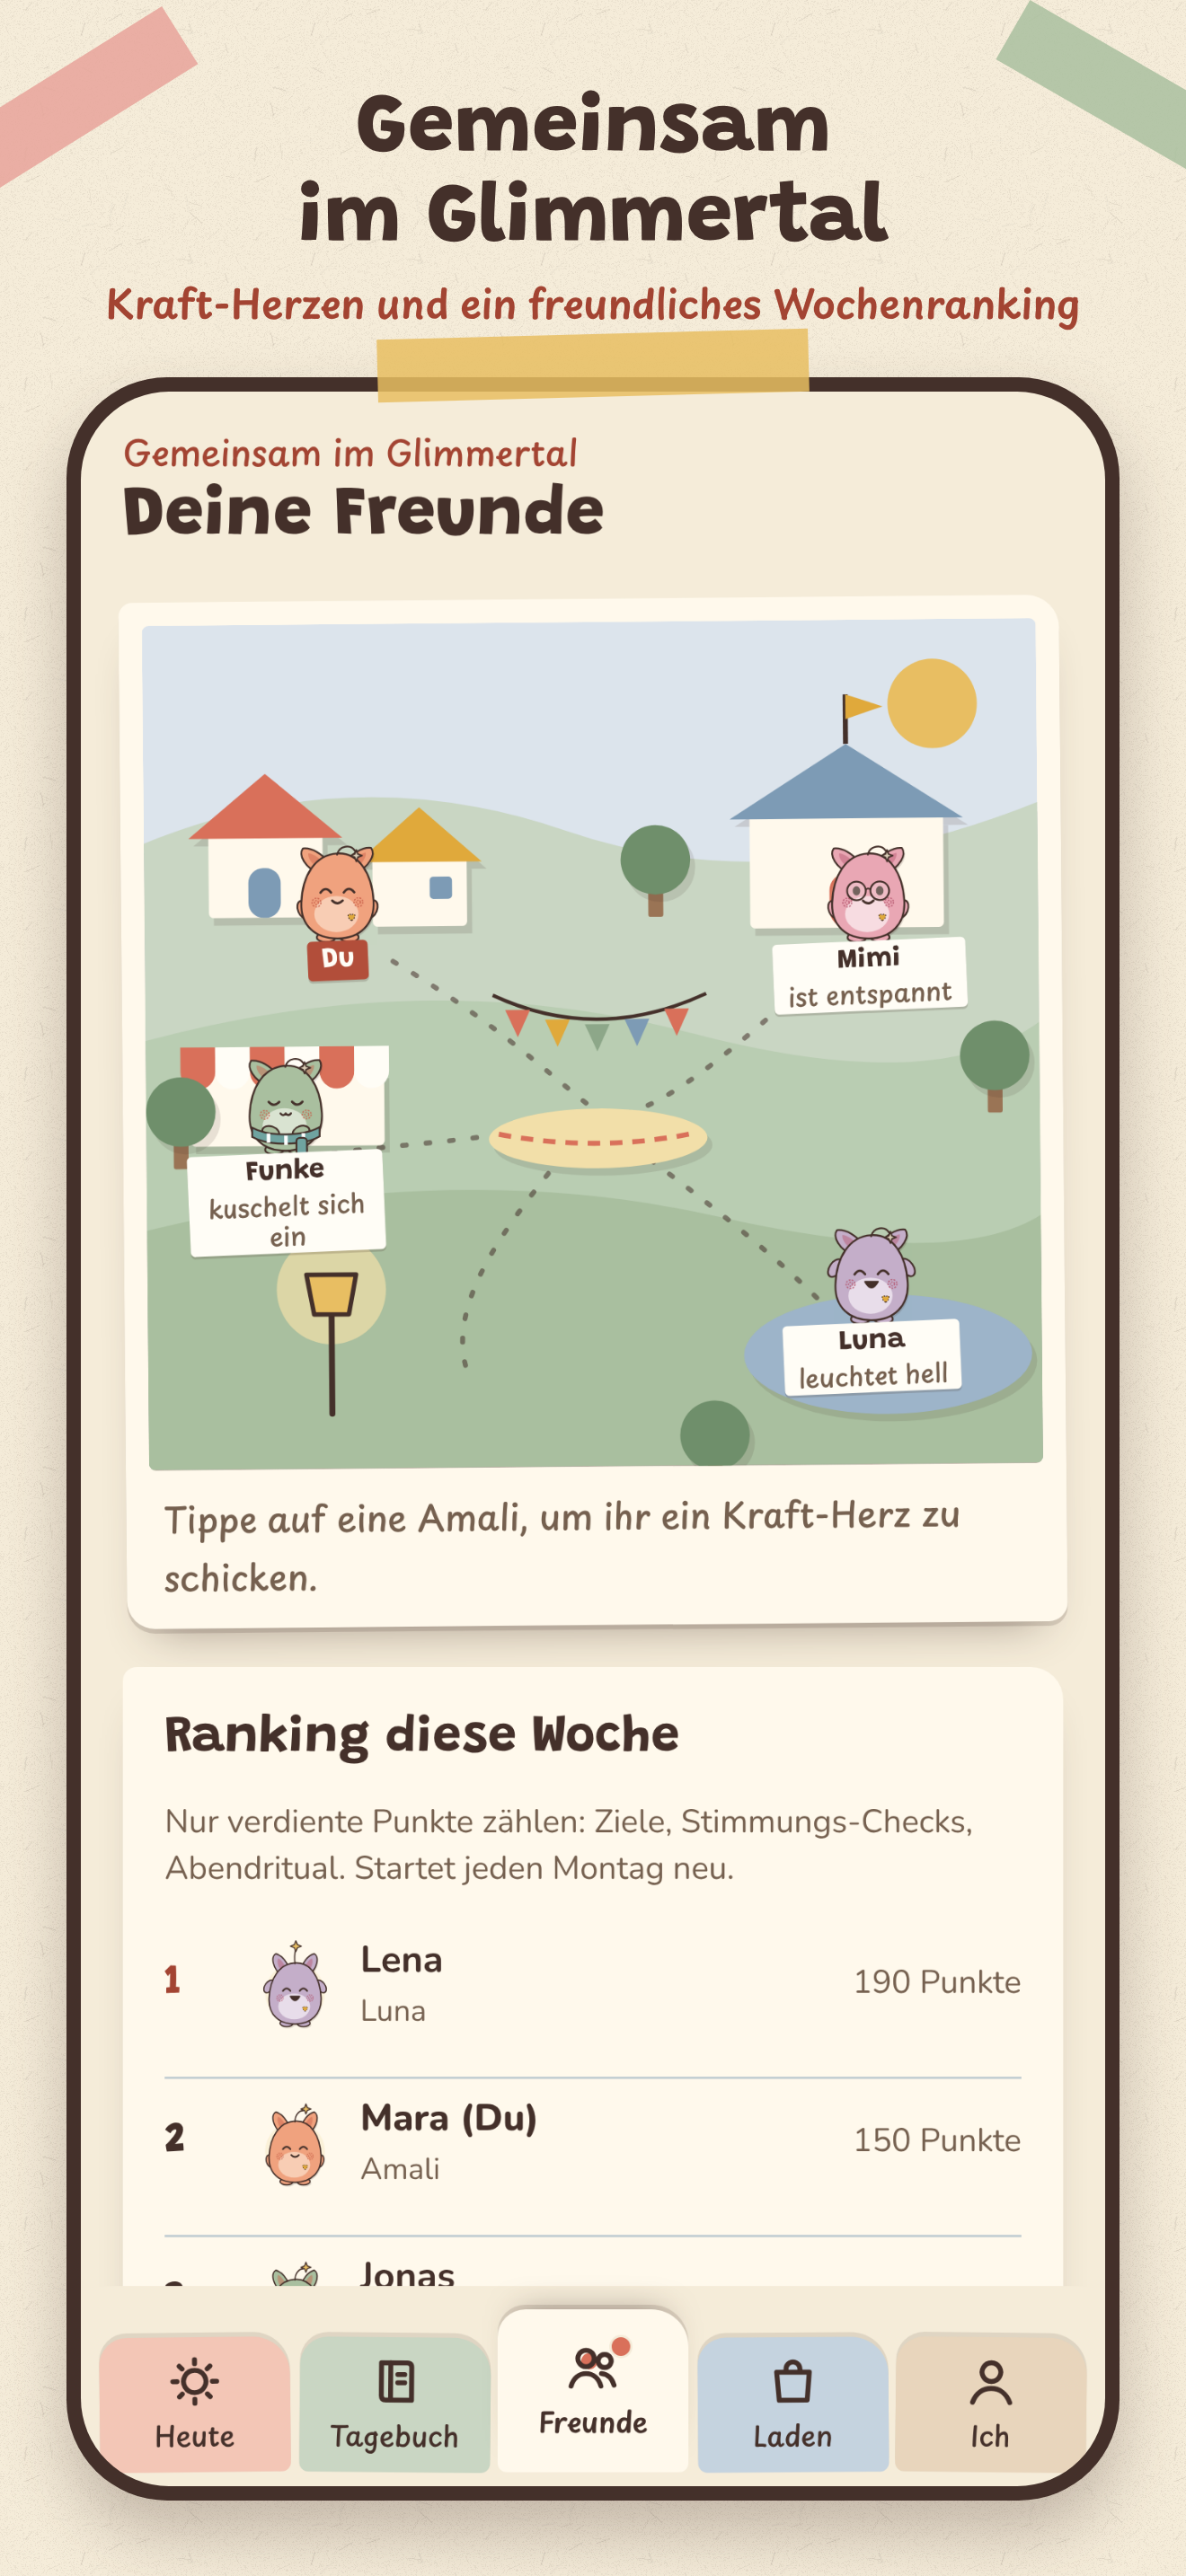 Gemeinsam
im Glimmertal
Kraft-Herzen und ein freundliches Wochenranking
Gemeinsam im Glimmertal
Deine Freunde
Du
Mimi
ist entspannt
Funke
kuschelt sich
ein
Luna
leuchtet hell
Tippe auf eine Amali, um ihr ein Kraft-Herz zu
schicken.
Ranking diese Woche
Nur verdiente Punkte zählen: Ziele, Stimmungs-Checks,
Abendritual. Startet jeden Montag neu.
1
Lena
Luna
190 Punkte
2
Mara (Du)
Amali
150 Punkte
Jonas
Heute
Tagebuch
Freunde
Laden
Ich